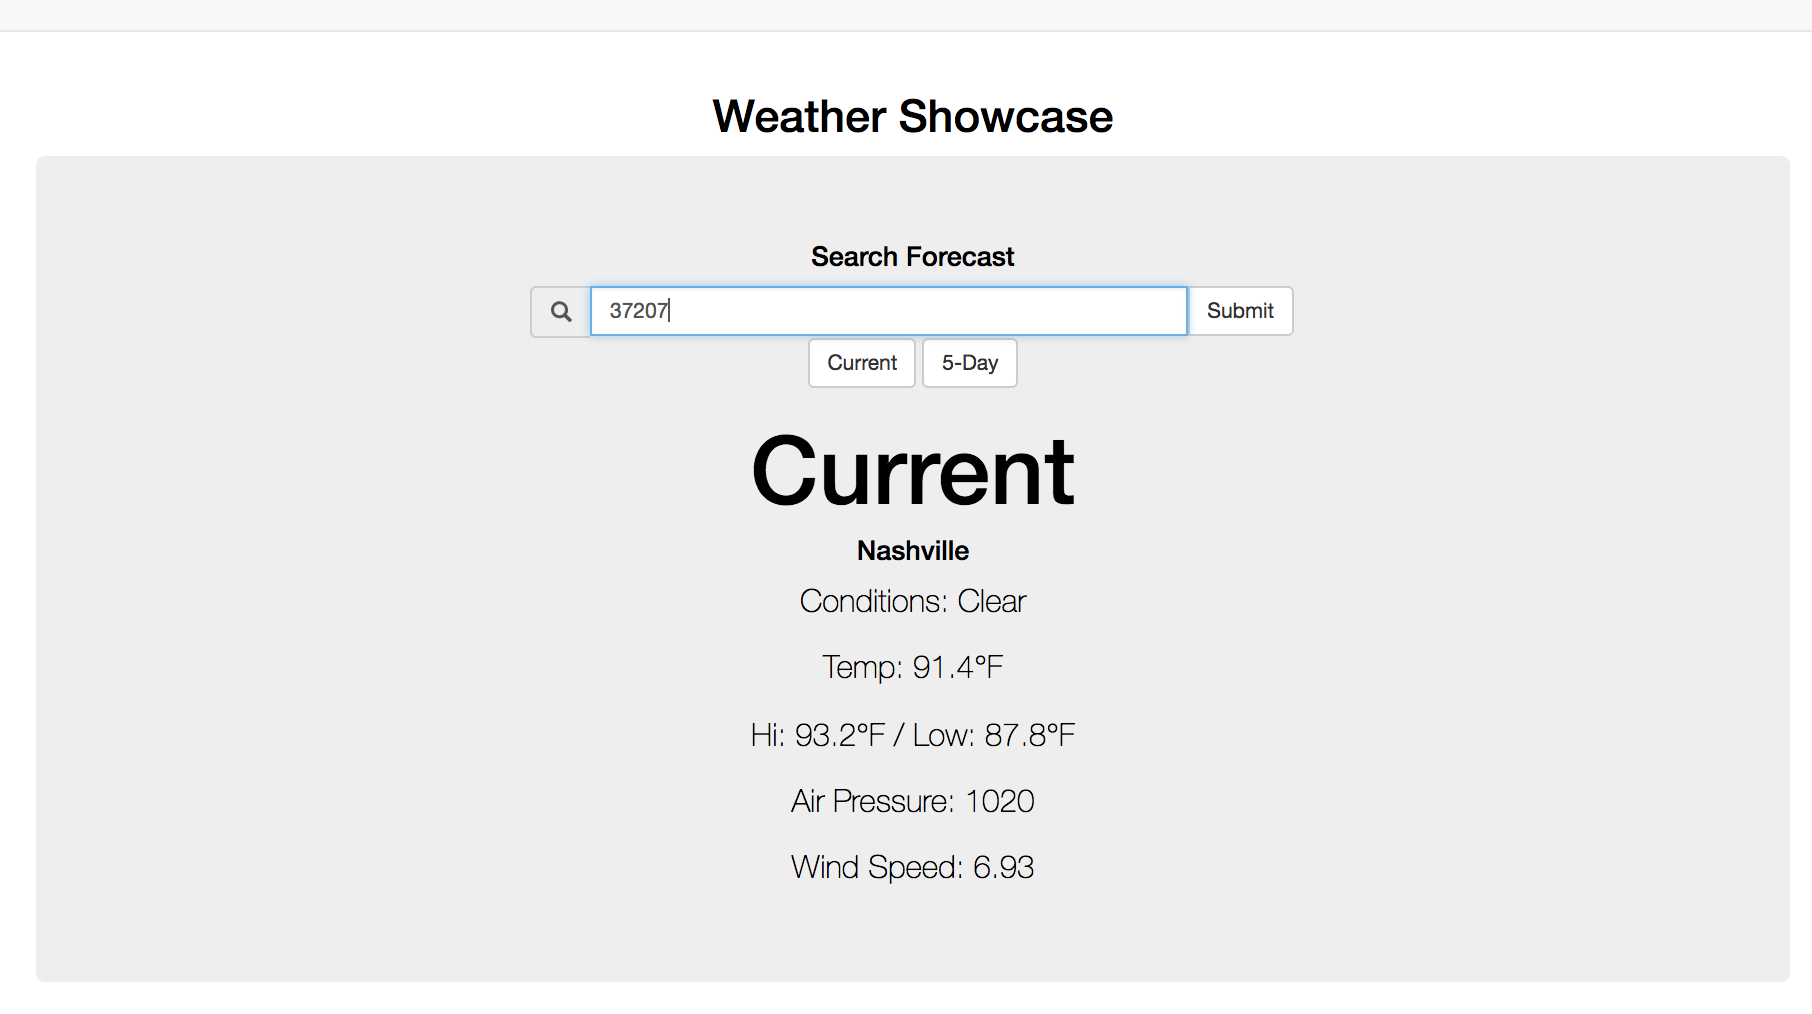 Weather Showcase
Search Forecast
37207
Submit
Current
5-Day
Current
Nashville
Conditions: Clear
Temp: 91.4°F
Hi: 93.2°F / Low: 87.8°F
Air Pressure: 1020
Wind Speed: 6.93